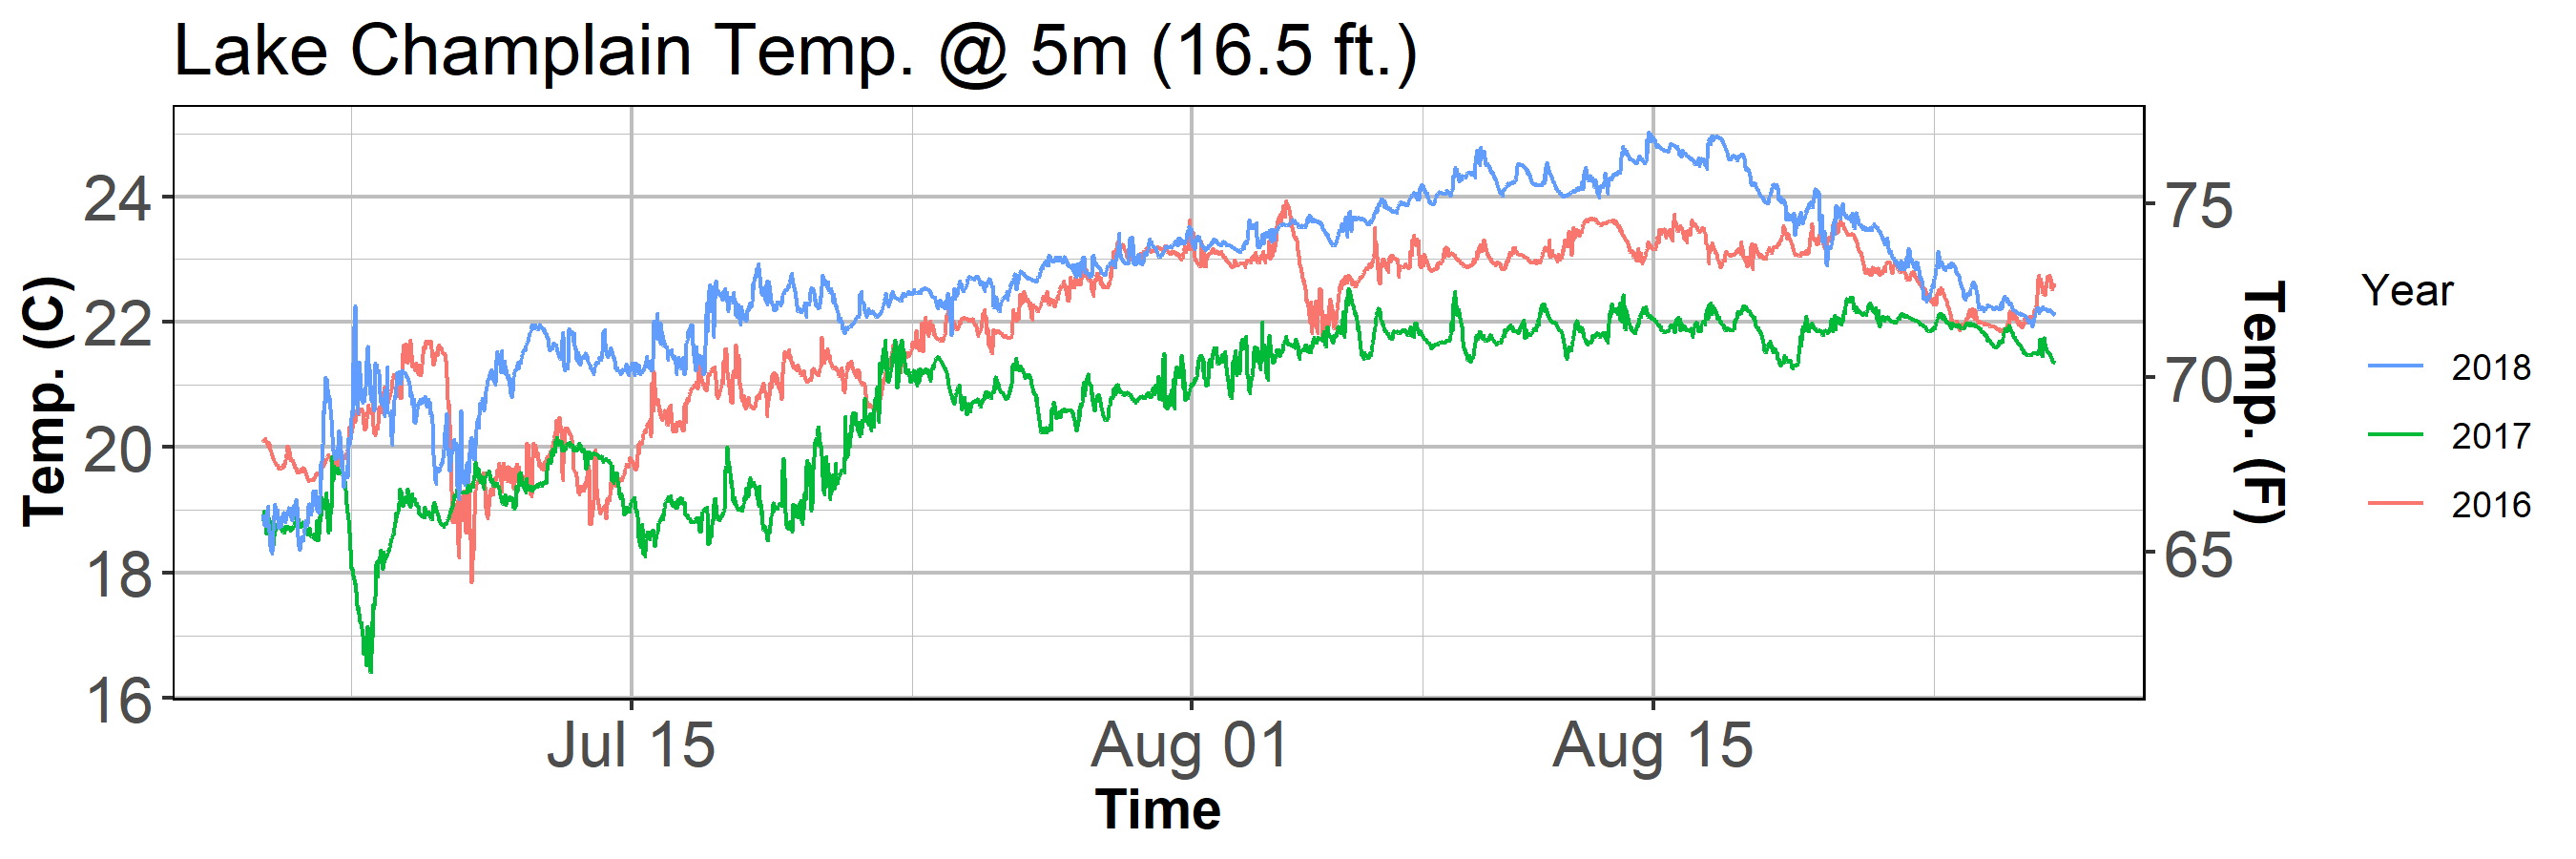 Lake Champlain Temp. @ 5m (16.5 ft.)
Temp. (C)
24
22
20
18
16
75
70
65
Temp. (F)
Jul 15
Aug 01
Aug 15
Time
Year
2018
2017
2016